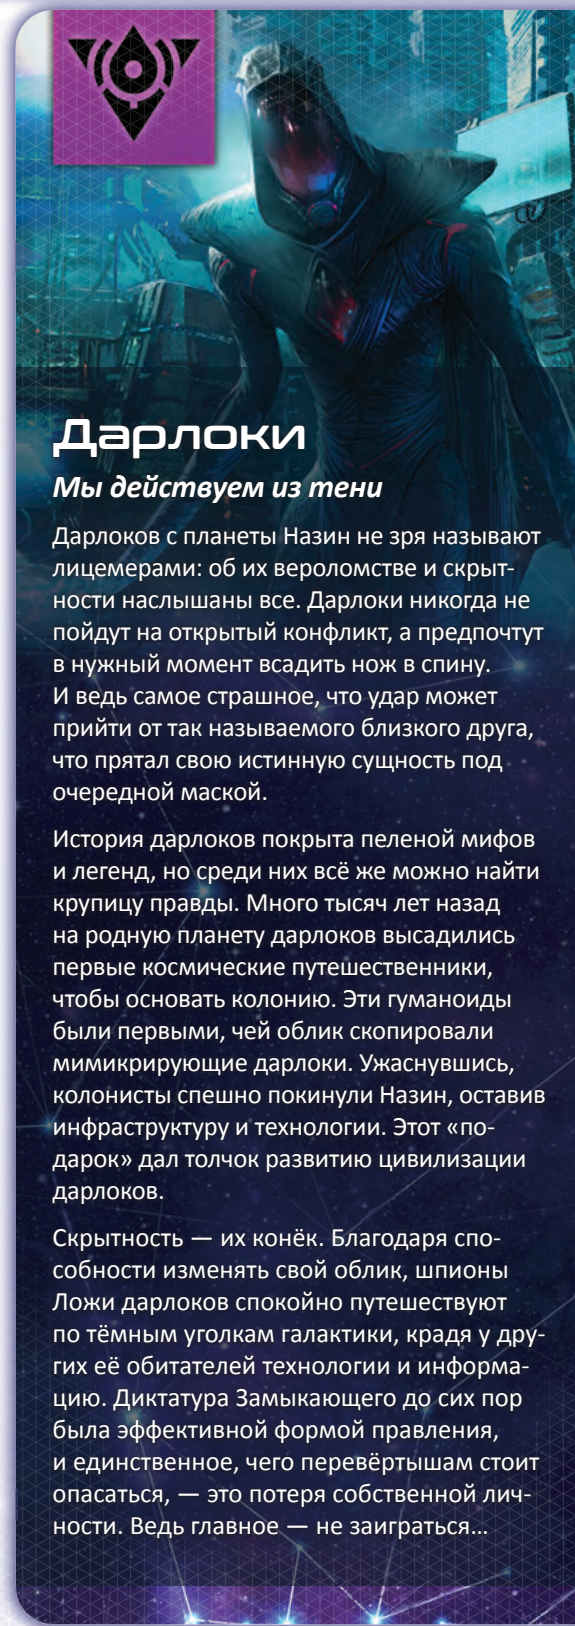 Дарлоки
Мы действуем из тени
Дарлоков с планеты Назин не зря называют
лицемерами: об их вероломстве и скрыт-
ности наслышаны все. Дарлоки никогда не
пойдут на открытый конфликт, а предпочтут
в нужный момент всадить нож в спину.
И ведь самое страшное, что удар может
прийти от так называемого близкого друга,
что прятал свою истинную сущность под
очередной маской.
История дарлоков покрыта пеленой мифов
и легенд, но среди них всё же можно найти
крупицу правды. Много тысяч лет назад
на родную планету дарлоков высадились
первые космические путешественники,
чтобы основать колонию. Эти гуманоиды
были первыми, чей облик скопировали
мимикрирующие дарлоки. Ужаснувшись,
колонисты спешно покинули Назин, оставив
инфраструктуру и технологии. Этот «по-
дарок» дал толчок развитию цивилизации
дарлоков.
Скрытность — их конёк. Благодаря спо-
собности изменять свой облик, шпионы
Ложи дарлоков спокойно путешествуют
по тёмным уголкам галактики, крадя у дру-
гих её обитателей технологии и информа-
цию. Диктатура Замыкающего до сих пор
была эффективной формой правления,
и единственное, чего перевёртышам стоит
опасаться, — это потеря собственной лич-
ности. Ведь главное — не заиграться…